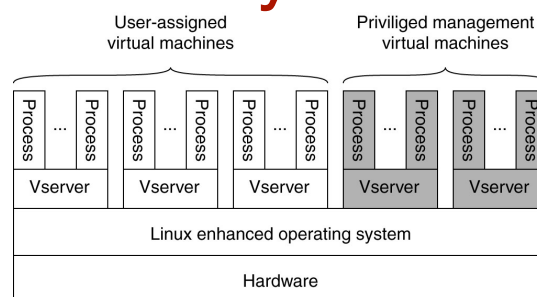 y
User-assigned
virtual machines
Priviliged management
virtual machines
Process ... Process Process ... Process Process ... Process Process ... Process Process ... Process
Vserver Vserver Vserver Vserver Vserver
Linux enhanced operating system
Hardware